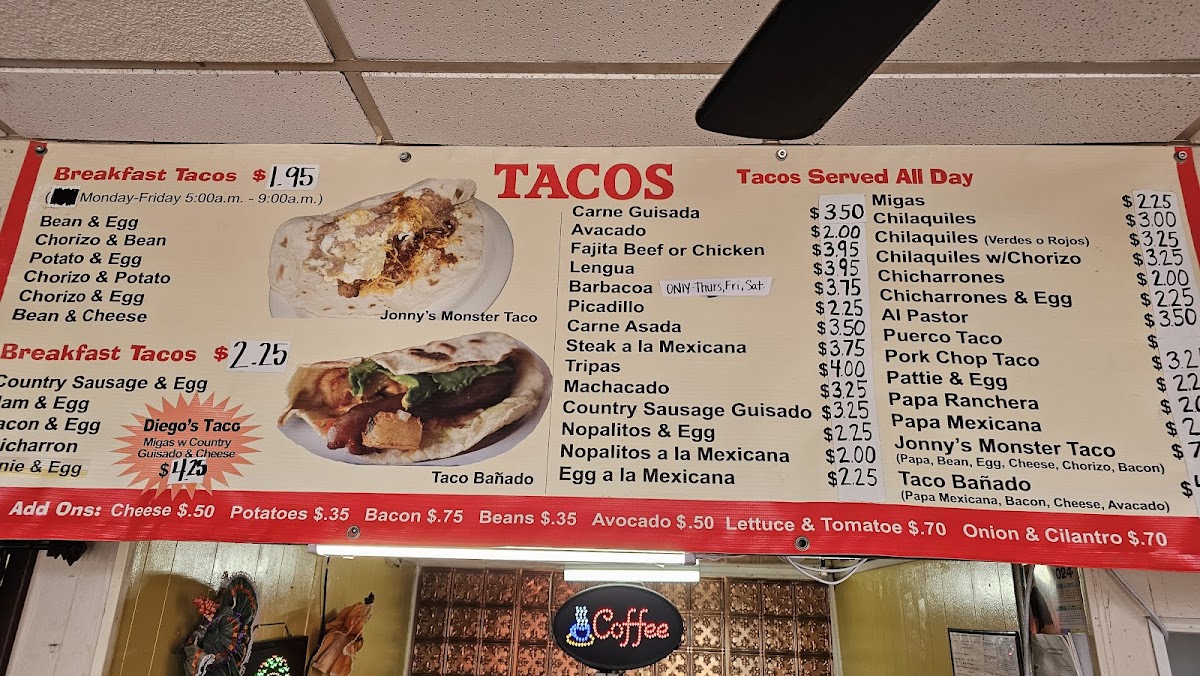 Breakfast Tacos $1.95
Monday-Friday 5:00a.m. - 9:00a.m.)
Bean & Egg
Chorizo & Bean
Potato & Egg
Chorizo & Potato
Chorizo & Egg
Bean & Cheese
Breakfast Tacos $2.25
Country Sausage & Egg
& Egg
& Egg
& Egg
Diego's Taco
Migas w Country
Guisado & Cheese
$4.25
Jonny's Monster Taco
Taco Bañado
TACOS
Carne Guisada $3.50
Avacado $2.00
Fajita Beef or Chicken $3.95
Lengua $3.95
Barbacoa ONLY-Thurs, Fri, Sat. $3.75
Picadillo $2.25
Carne Asada $3.50
Steak a la Mexicana $3.75
Tripas $4.00
Machacado $3.25
Country Sausage Guisado $3.25
Nopalitos & Egg $2.25
Nopalitos a la Mexicana $2.00
Egg a la Mexicana $2.25
Tacos Served All Day
Migas $2.25
Chilaquiles $3.00
Chilaquiles (Verdes o Rojos) $3.25
Chilaquiles w/Chorizo $3.25
Chicharrones $2.00
Chicharrones & Egg $2.25
Al Pastor $3.50
Puerco Taco $
Pork Chop Taco $
Pattie & Egg $
Papa Ranchera $
Papa Mexicana $
Jonny's Monster Taco $
(Papa, Bean, Egg, Cheese, Chorizo, Bacon)
Taco Bañado $
(Papa Mexicana, Bacon, Cheese, Avacado)
Add Ons: Cheese $.50 Potatoes $.35 Bacon $.75 Beans $.35 Avocado $.50 Lettuce & Tomatoe $.70 Onion & Cilantro $.70
Coffee